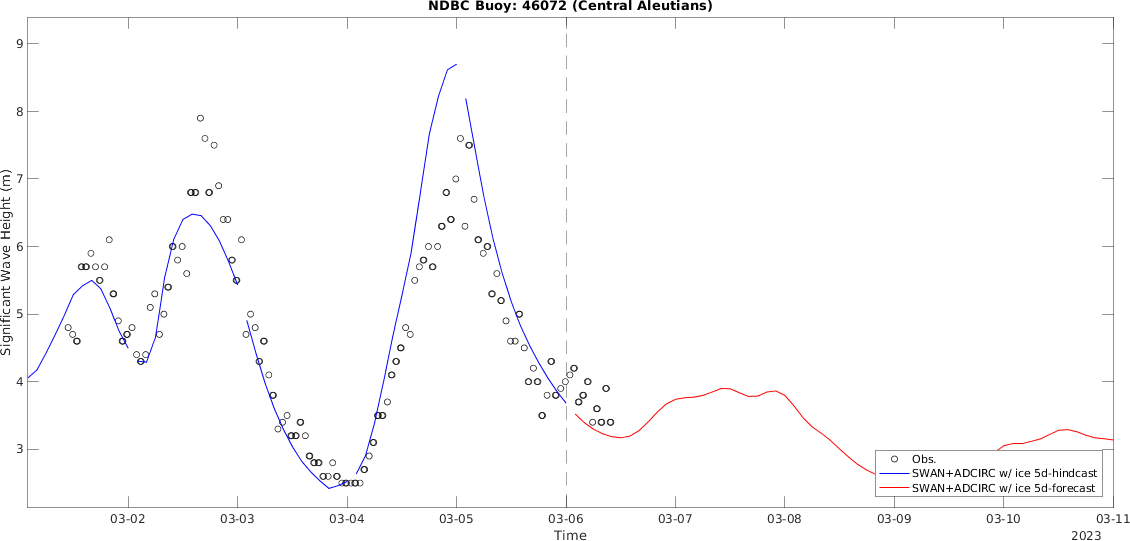 NDBC Buoy: 46072 (Central Aleutians)
Significant Wave Height (m)
9
8
7
6
5
4
3
Obs.
SWAN+ADCIRC w/ ice 5d-hindcast
SWAN+ADCIRC w/ ice 5d-forecast
03-02 03-03 03-04 03-05 03-06 03-07 03-08 03-09 03-10 03-11
Time
2023